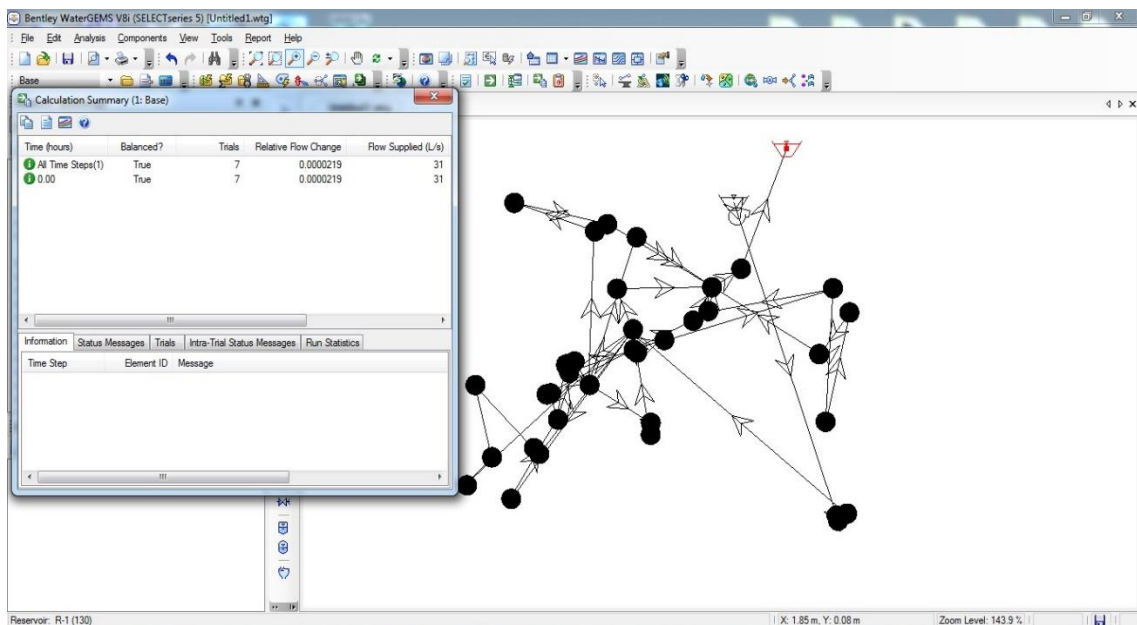 Bentley WaterGEMS V8i (SELECTseries 5) [Untitled1.wtg]
File Edit Analysis Components View Tools Report Help
Base
Calculation Summary (1: Base)
Time (hours) Balanced? Trials Relative Flow Change Flow Supplied (L/s)
All Time Steps(1) True 7 0.0000219 31
0.00 True 7 0.0000219 31
Information Status Messages Trials Intra-Trial Status Messages Run Statistics
Time Step Element ID Message
Reservoir: R-1 (130) X: 1.85 m, Y: 0.08 m Zoom Level: 143.9 %